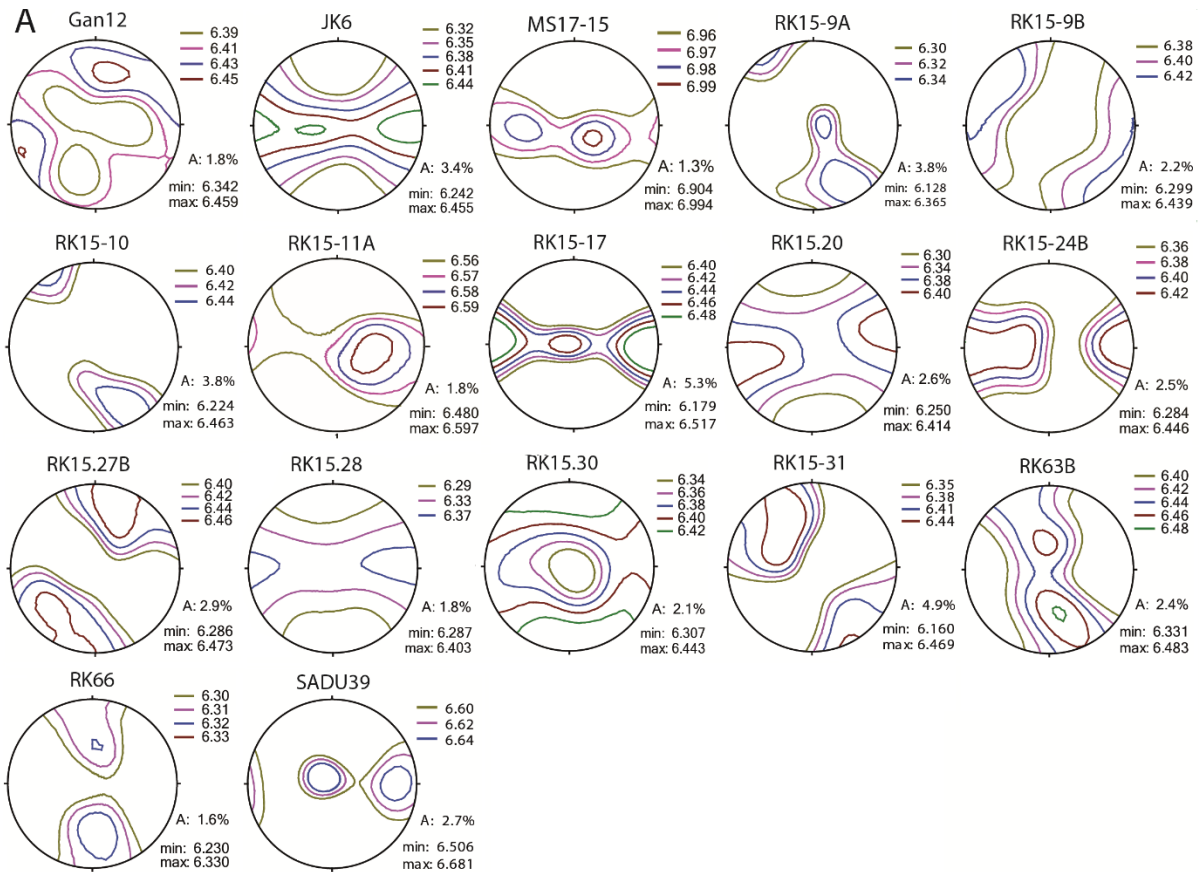 A
Gan12
6.39
6.41
6.43
6.45
A: 1.8%
min: 6.342
max: 6.459
JK6
6.32
6.35
6.38
6.41
6.44
A: 3.4%
min: 6.242
max: 6.455
MS17-15
6.96
6.97
6.98
6.99
A: 1.3%
min: 6.904
max: 6.994
RK15-9A
6.30
6.32
6.34
A: 3.8%
min: 6.128
max: 6.365
RK15-9B
6.38
6.40
6.42
A: 2.2%
min: 6.299
max: 6.439
RK15-10
6.40
6.42
6.44
A: 3.8%
min: 6.224
max: 6.463
RK15-11A
6.56
6.57
6.58
6.59
A: 1.8%
min: 6.480
max: 6.597
RK15-17
6.40
6.42
6.44
6.46
6.48
A: 5.3%
min: 6.179
max: 6.517
RK15.20
6.30
6.34
6.38
6.40
A: 2.6%
min: 6.250
max: 6.414
RK15-24B
6.36
6.38
6.40
6.42
A: 2.5%
min: 6.284
max: 6.446
RK15.27B
6.40
6.42
6.44
6.46
A: 2.9%
min: 6.286
max: 6.473
RK15.28
6.29
6.33
6.37
A: 1.8%
min: 6.287
max: 6.403
RK15.30
6.34
6.36
6.38
6.40
6.42
A: 2.1%
min: 6.307
max: 6.443
RK15-31
6.35
6.38
6.41
6.44
A: 4.9%
min: 6.160
max: 6.469
RK63B
6.40
6.42
6.44
6.46
6.48
A: 2.4%
min: 6.331
max: 6.483
RK66
6.30
6.31
6.32
6.33
A: 1.6%
min: 6.230
max: 6.330
SADU39
6.60
6.62
6.64
A: 2.7%
min: 6.506
max: 6.681